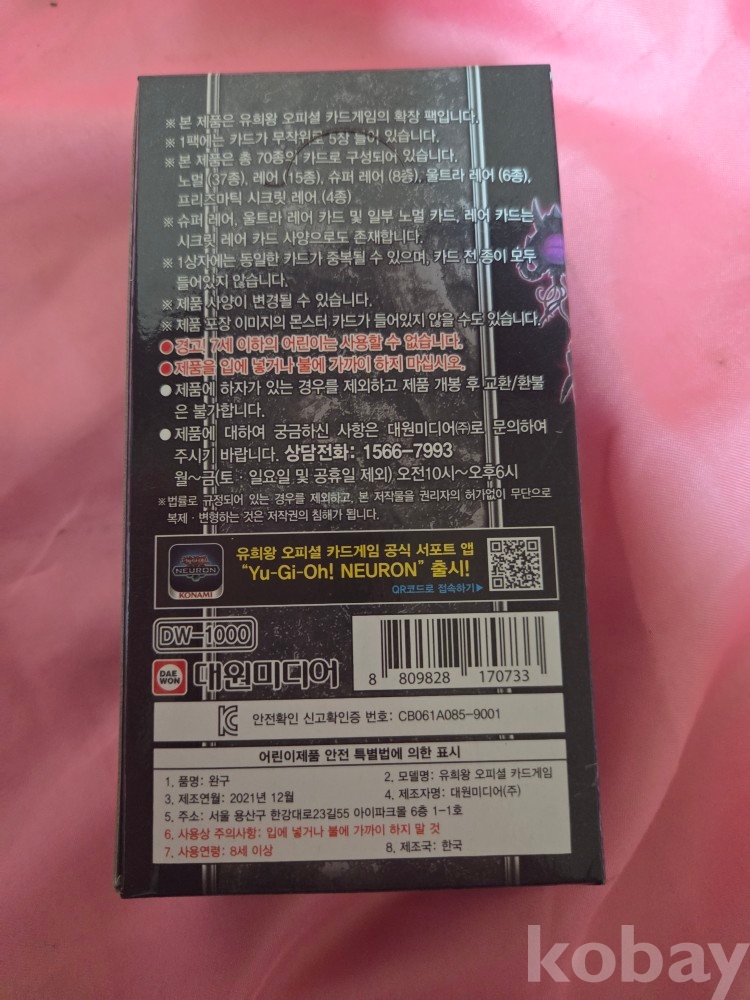 ※ 본 제품은 유희왕 오피셜 카드게임의 확장 팩입니다.
※ 1팩에는 카드가 무작위로 5장 들어 있습니다.
※ 본 제품은 총 70종의 카드로 구성되어 있습니다.
노멀 (37종), 레어 (15종), 슈퍼 레어 (8종), 울트라 레어 (6종),
프리즈마틱 시크릿 레어 (4종)
※ 슈퍼 레어, 울트라 레어 카드 및 일부 노멀 카드, 레어 카드는
시크릿 레어 카드 사양으로도 존재합니다.
※ 1상자에는 동일한 카드가 중복될 수 있으며, 카드 전 종이 모두
들어있지 않습니다.
※ 제품 사양이 변경될 수 있습니다.
※ 제품 포장 이미지의 몬스터 카드가 들어있지 않을 수도 있습니다.
● 경고! 7세 이하의 어린이는 사용할 수 없습니다.
● 제품을 입에 넣거나 불에 가까이 하지 마십시오.
● 제품에 하자가 있는 경우를 제외하고 제품 개봉 후 교환/환불
은 불가합니다.
● 제품에 대하여 궁금하신 사항은 대원미디어㈜로 문의하여
주시기 바랍니다. 상담전화: 1566-7993
월~금(토·일요일 및 공휴일 제외) 오전10시~오후6시
※ 법률로 규정되어 있는 경우를 제외하고, 본 저작물을 권리자의 허가없이 무단으로
복제·변형하는 것은 저작권의 침해가 됩니다.
유희왕 오피셜 카드게임 공식 서포트 앱
“Yu-Gi-Oh! NEURON” 출시!
QR코드로 접속하기▶
NEURON
KONAMI
DW-1000
DAE WON
대원미디어
8 809828 170733
안전확인 신고확인증 번호: CB061A085-9001
어린이제품 안전 특별법에 의한 표시
1. 품명: 완구 2. 모델명: 유희왕 오피셜 카드게임
3. 제조연월: 2021년 12월 4. 제조자명: 대원미디어(주)
5. 주소: 서울 용산구 한강대로23길55 아이파크몰 6층 1-1호
6. 사용상 주의사항: 입에 넣거나 불에 가까이 하지 말 것
7. 사용연령: 8세 이상 8. 제조국: 한국
kobay